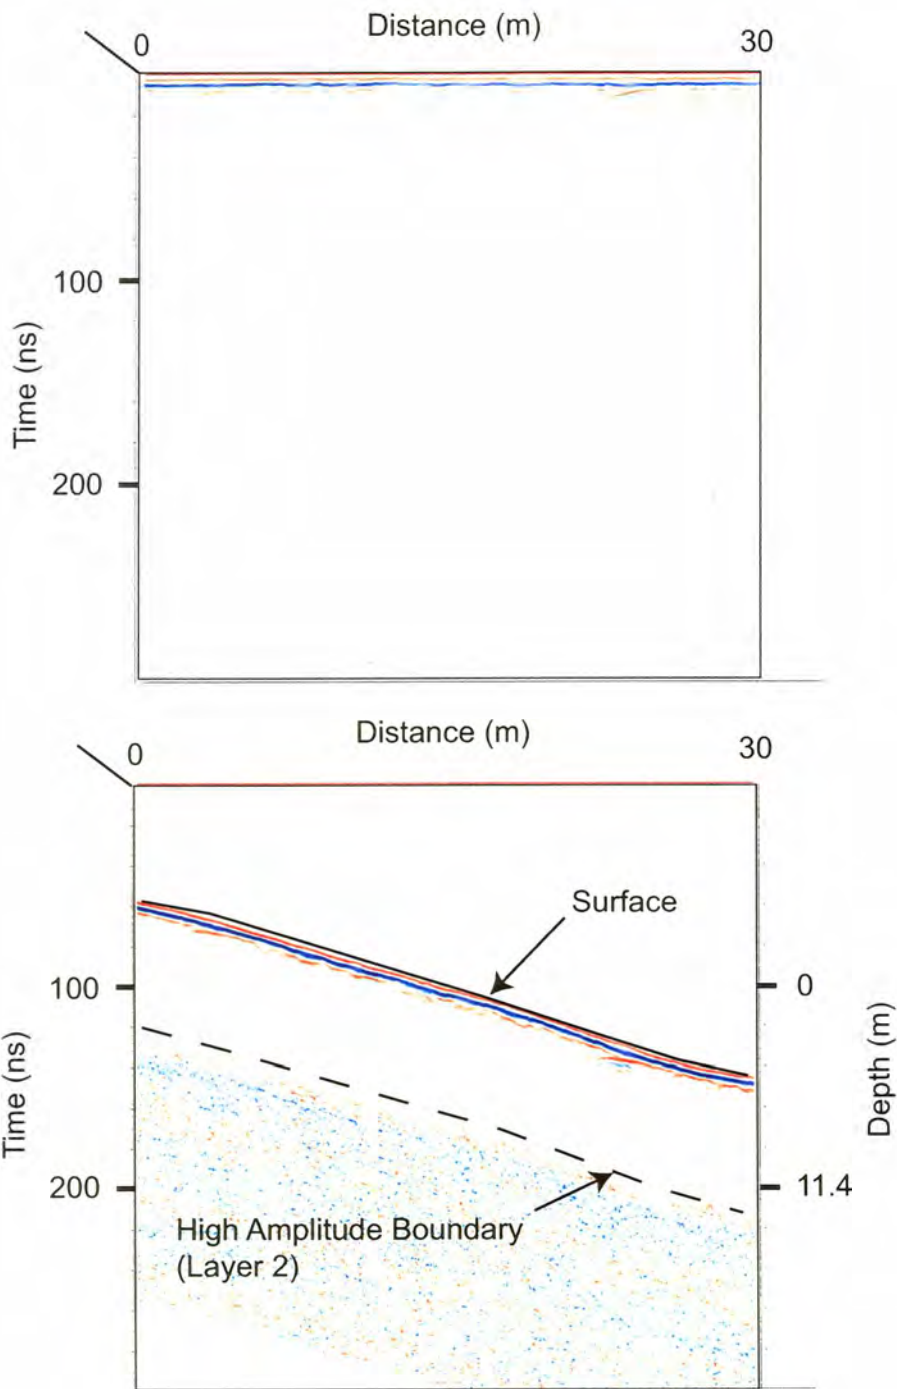 Distance (m)
0
30
100
Time (ns)
200
Distance (m)
0
30
Surface
100
0
Time (ns)
Depth (m)
200
11.4
High Amplitude Boundary
(Layer 2)